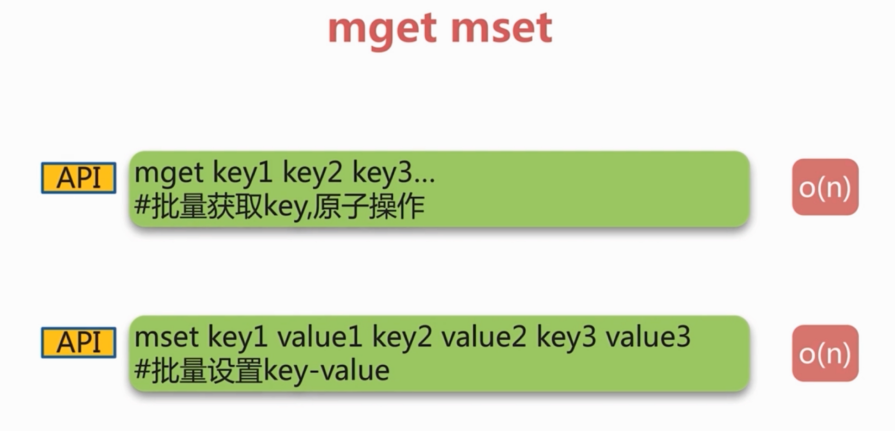 mget mset
API
mget key1 key2 key3...
#批量获取key,原子操作
o(n)
API
mset key1 value1 key2 value2 key3 value3
#批量设置key-value
o(n)